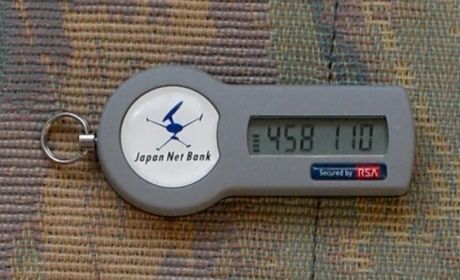 Japan Net Bank
458 110
Secured by RSA